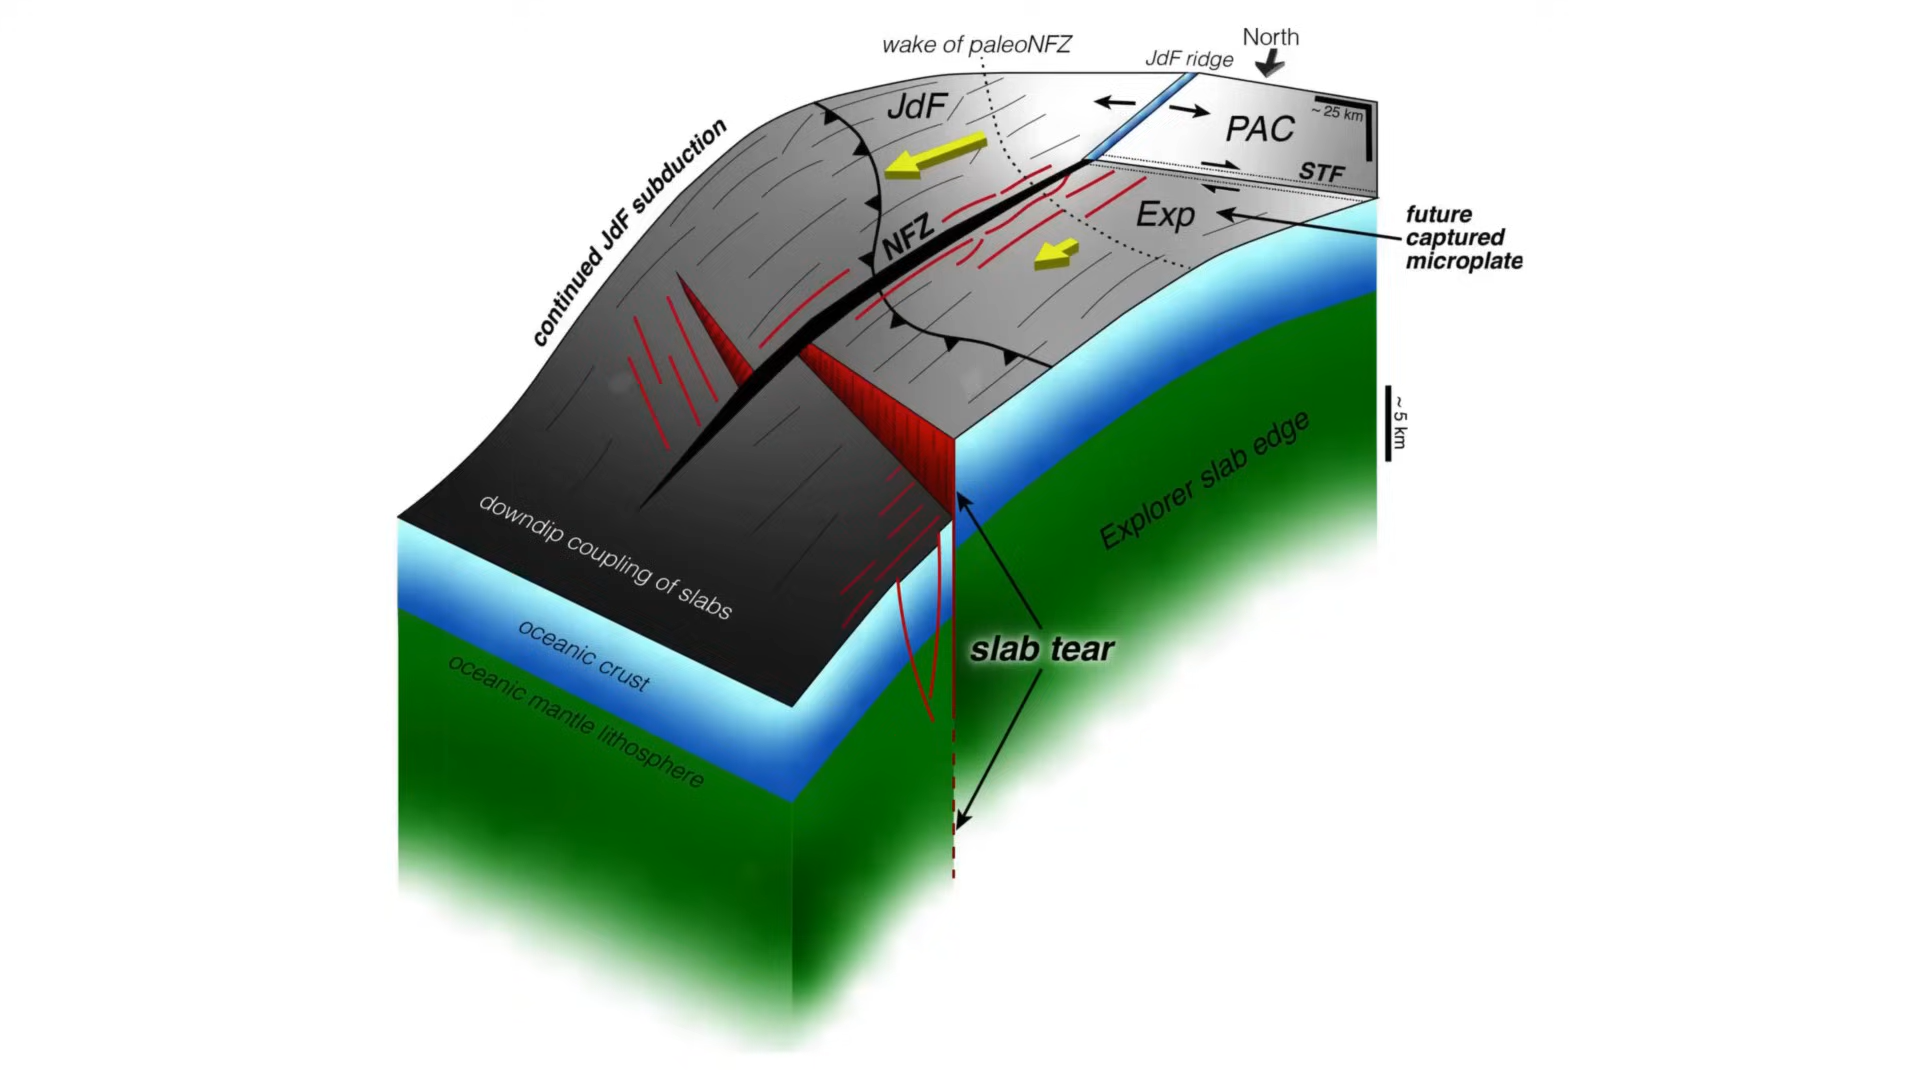 wake of paleoNFZ
JdF ridge
North
JdF
PAC
~ 25 km
STF
continued JdF subduction
NFZ
Exp
future
captured
microplate
~ 5 km
Explorer slab edge
downdip coupling of slabs
oceanic crust
oceanic mantle lithosphere
slab tear